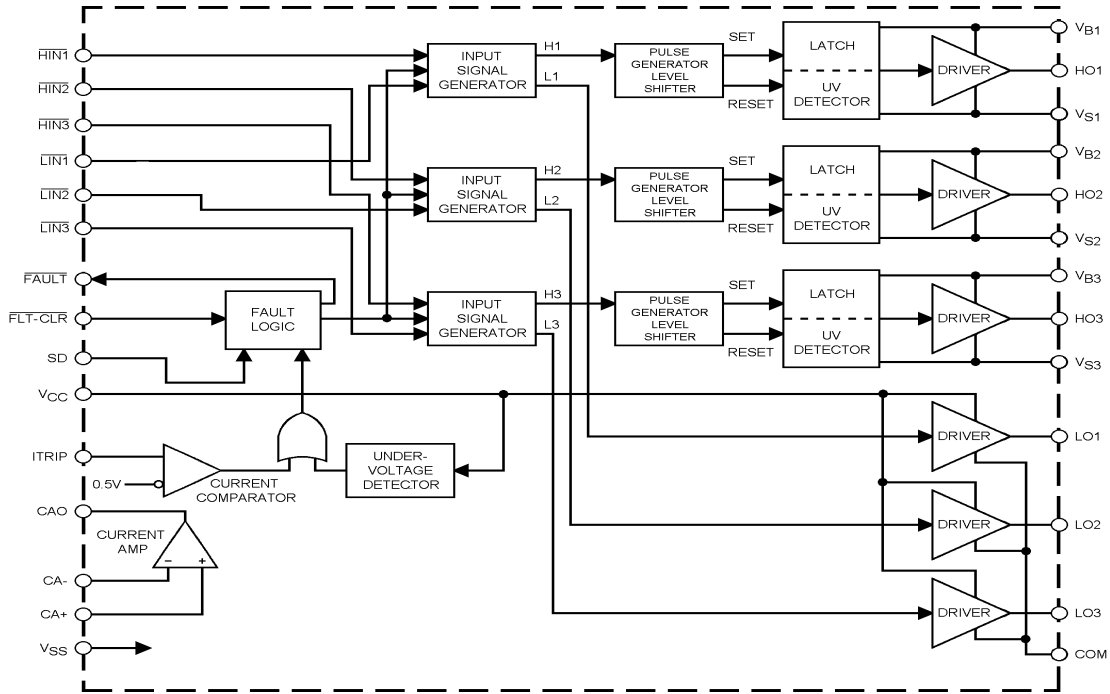 HIN1
HIN2
HIN3
LIN1
LIN2
LIN3
FAULT
FLT-CLR
SD
VCC
ITRIP
0.5V
CAO
CA-
CA+
VSS
INPUT
SIGNAL
GENERATOR
H1
L1
PULSE
GENERATOR
LEVEL
SHIFTER
SET
RESET
LATCH
UV
DETECTOR
DRIVER
VB1
HO1
VS1
INPUT
SIGNAL
GENERATOR
H2
L2
PULSE
GENERATOR
LEVEL
SHIFTER
SET
RESET
LATCH
UV
DETECTOR
DRIVER
VB2
HO2
VS2
FAULT
LOGIC
INPUT
SIGNAL
GENERATOR
H3
L3
PULSE
GENERATOR
LEVEL
SHIFTER
SET
RESET
LATCH
UV
DETECTOR
DRIVER
VB3
HO3
VS3
CURRENT
COMPARATOR
UNDER-
VOLTAGE
DETECTOR
CURRENT
AMP
-
+
DRIVER
LO1
DRIVER
LO2
DRIVER
LO3
COM